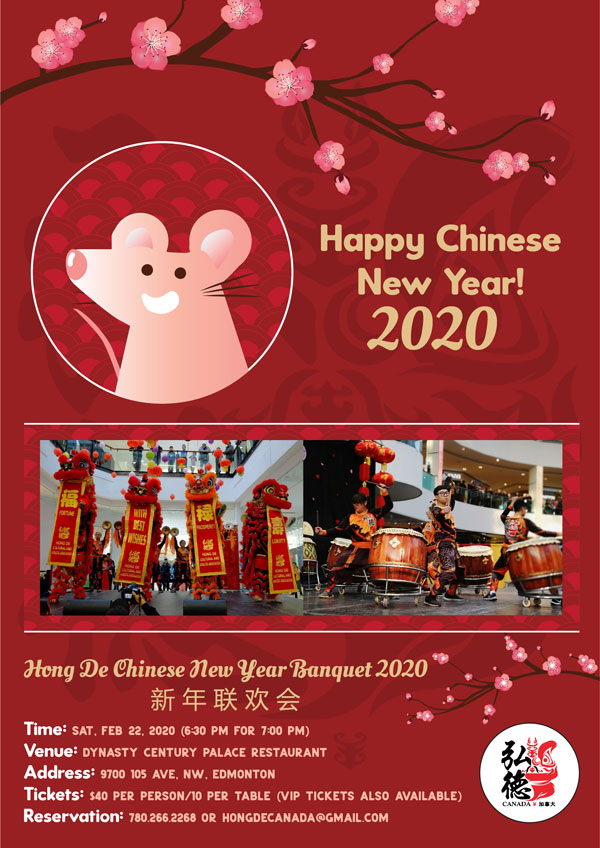 Happy Chinese
New Year!
2020
福
FORTUNE
WITH BEST
WISHES
福
PROSPERITY
Hong De Chinese New Year Banquet 2020
新年联欢会
Time: SAT, FEB 22, 2020 (6:30 PM FOR 7:00 PM)
Venue: DYNASTY CENTURY PALACE RESTAURANT
Address: 9700 105 AVE, NW, EDMONTON
Tickets: $40 PER PERSON/10 PER TABLE (VIP TICKETS ALSO AVAILABLE)
Reservation: 780.266.2268 OR HONGDECANADA@GMAIL.COM
弘德
CANADA 加拿大